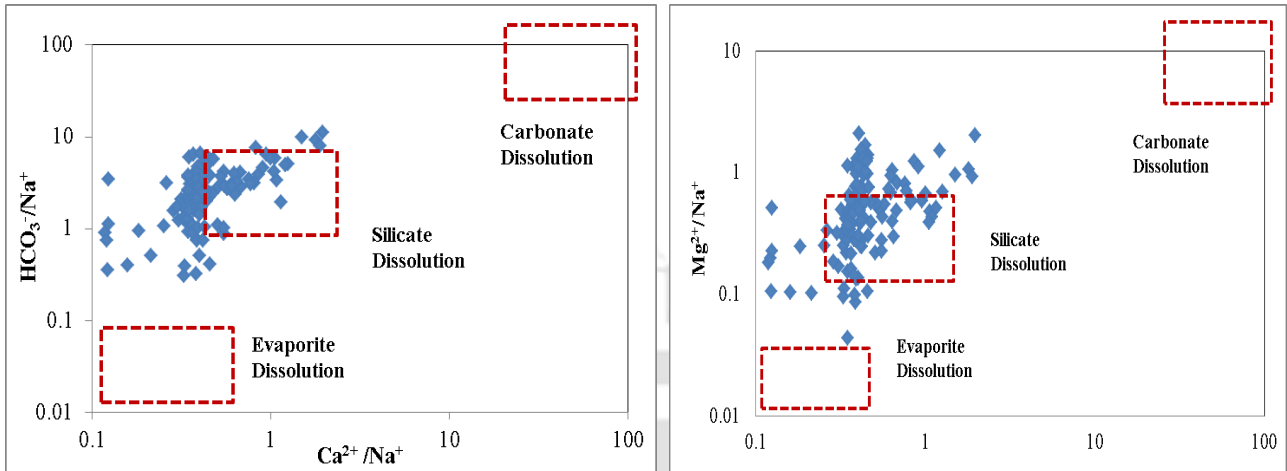 100
10
1
0.1
0.01
HCO₃⁻/Na⁺
Carbonate
Dissolution
Silicate
Dissolution
Evaporite
Dissolution
0.1
1
10
100
Ca²⁺/Na⁺
10
1
0.1
0.01
Mg²⁺/Na⁺
Carbonate
Dissolution
Silicate
Dissolution
Evaporite
Dissolution
0.1
1
10
100